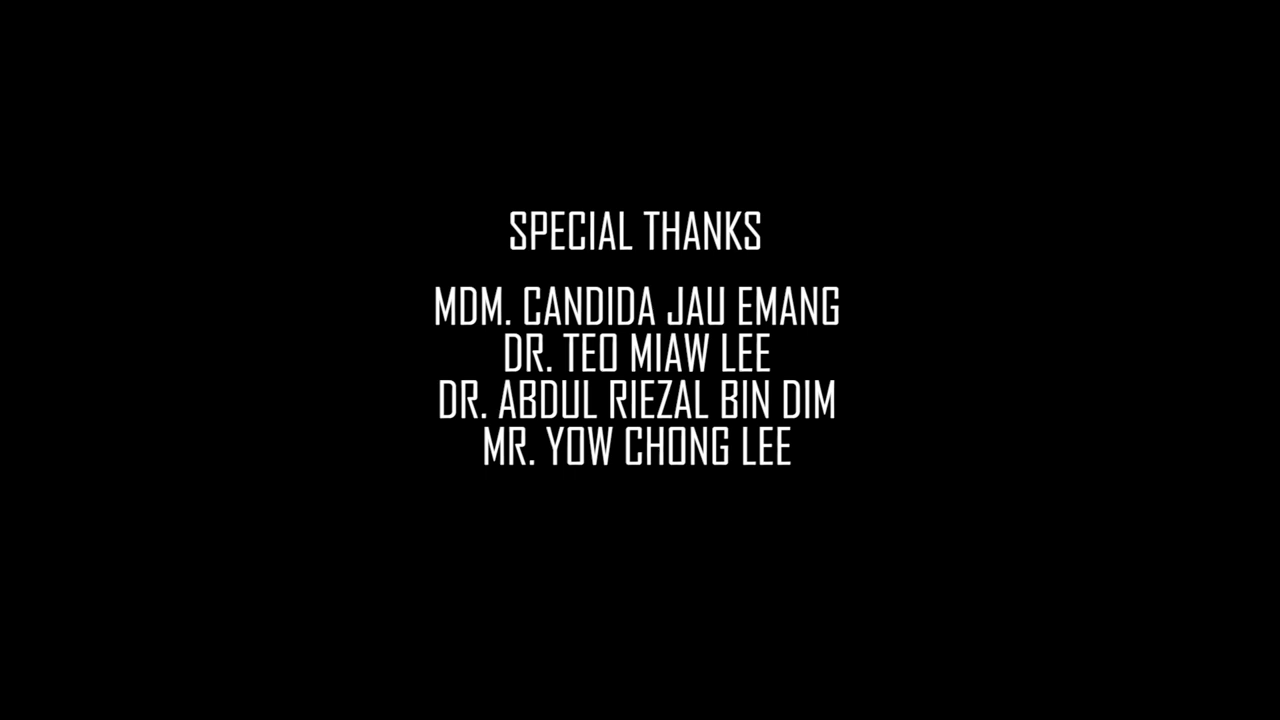 SPECIAL THANKS
MDM. CANDIDA JAU EMANG
DR. TEO MIAW LEE
DR. ABDUL RIEZAL BIN DIM
MR. YOW CHONG LEE